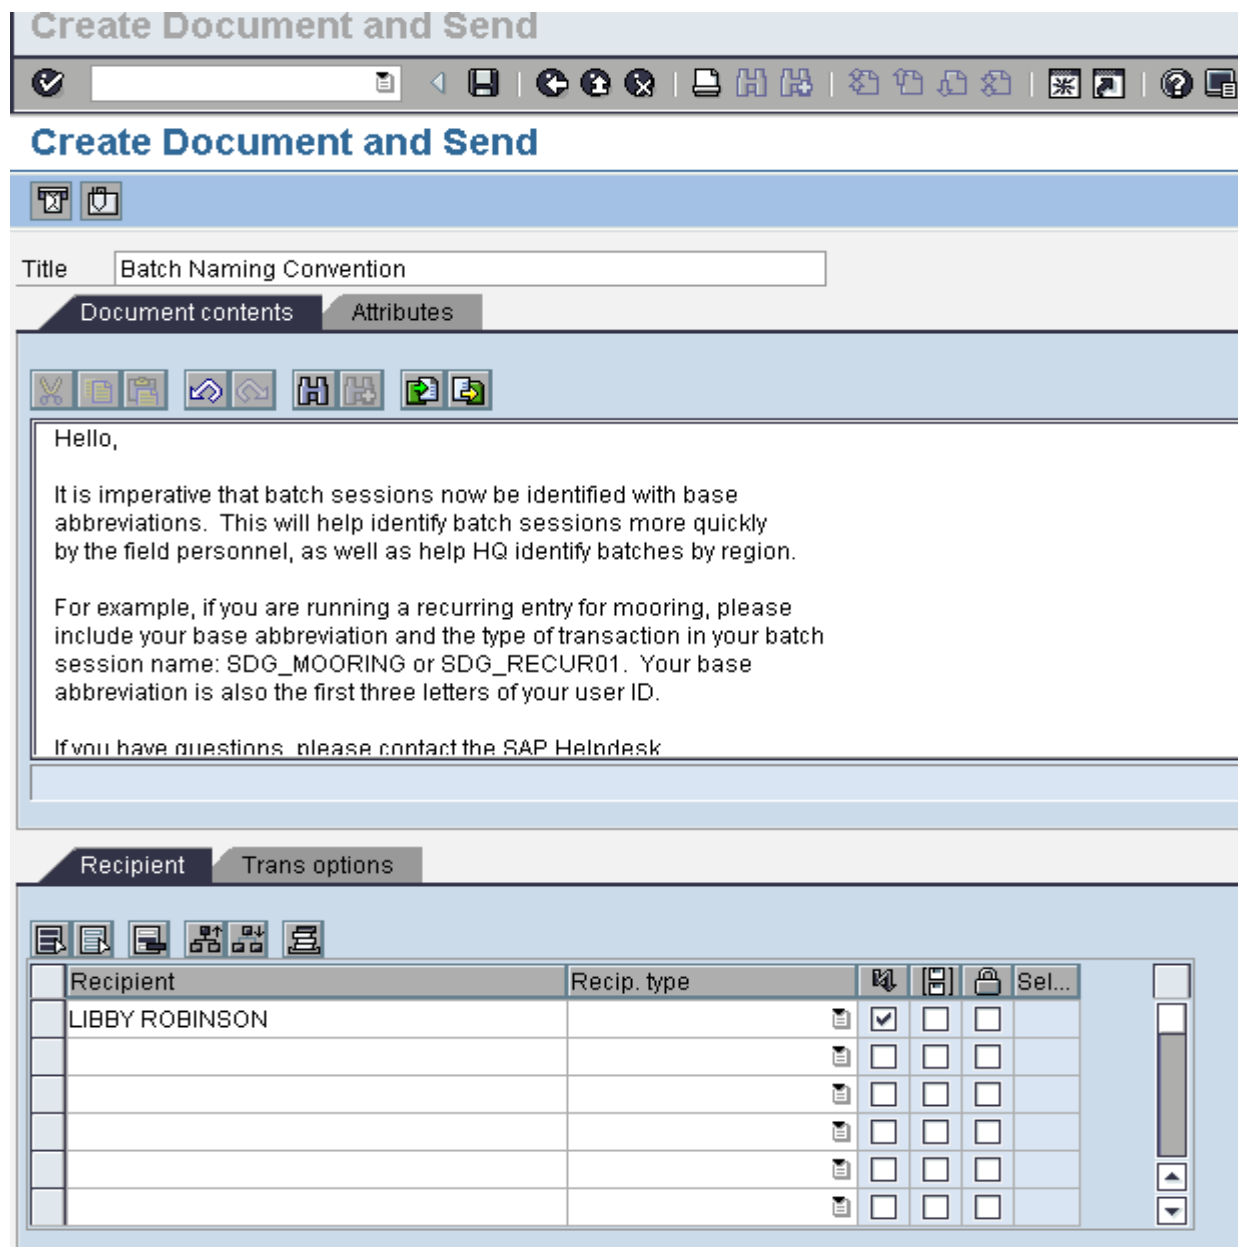 Create Document and Send
Create Document and Send
Title Batch Naming Convention
Document contents Attributes
Hello,
It is imperative that batch sessions now be identified with base
abbreviations.  This will help identify batch sessions more quickly
by the field personnel, as well as help HQ identify batches by region.
For example, if you are running a recurring entry for mooring, please
include your base abbreviation and the type of transaction in your batch
session name: SDG_MOORING or SDG_RECUR01.  Your base
abbreviation is also the first three letters of your user ID.
If you have questions, please contact the SAP Helpdesk
Recipient Trans options
Recipient Recip. type Sel...
LIBBY ROBINSON